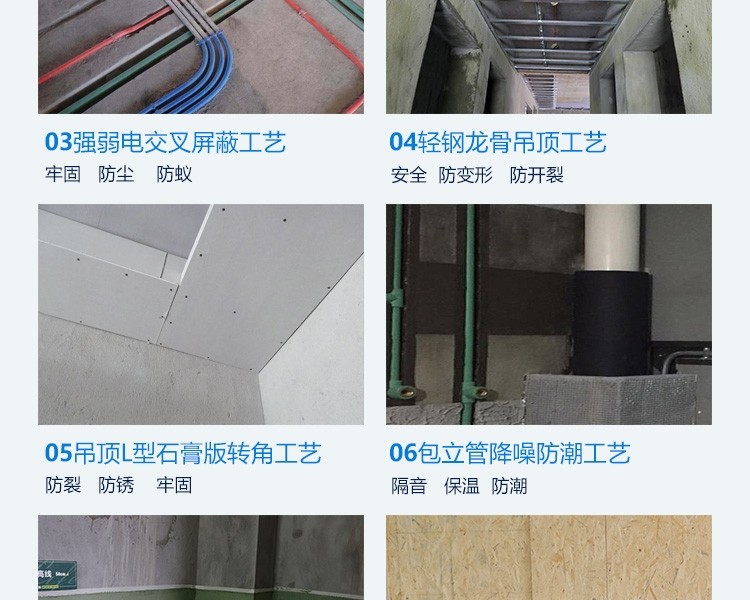 03强弱电交叉屏蔽工艺
牢固 防尘 防蚁
04轻钢龙骨吊顶工艺
安全 防变形 防开裂
05吊顶L型石膏版转角工艺
防裂 防锈 牢固
06包立管降噪防潮工艺
隔音 保温 防潮
高线